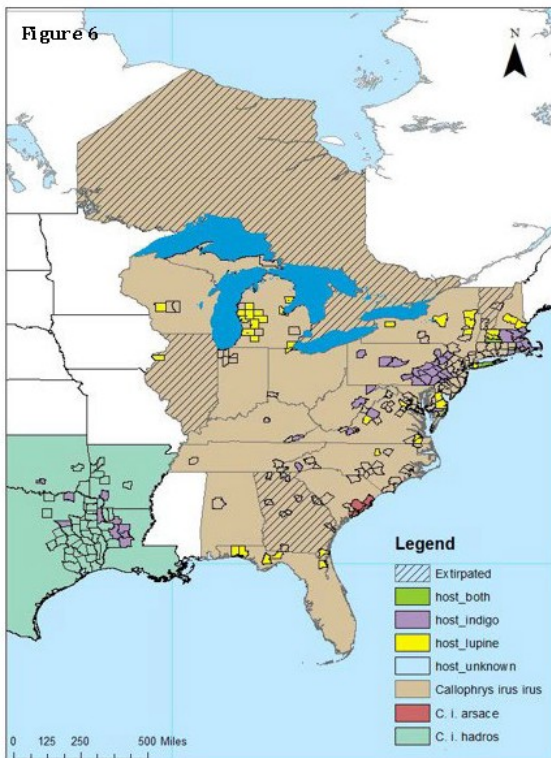 Figure 6
N
Legend
Extirpated
host_both
host_indigo
host_lupine
host_unknown
Callophrys irus irus
C. i. arsace
C. i. hadros
0 125 250 500 Miles